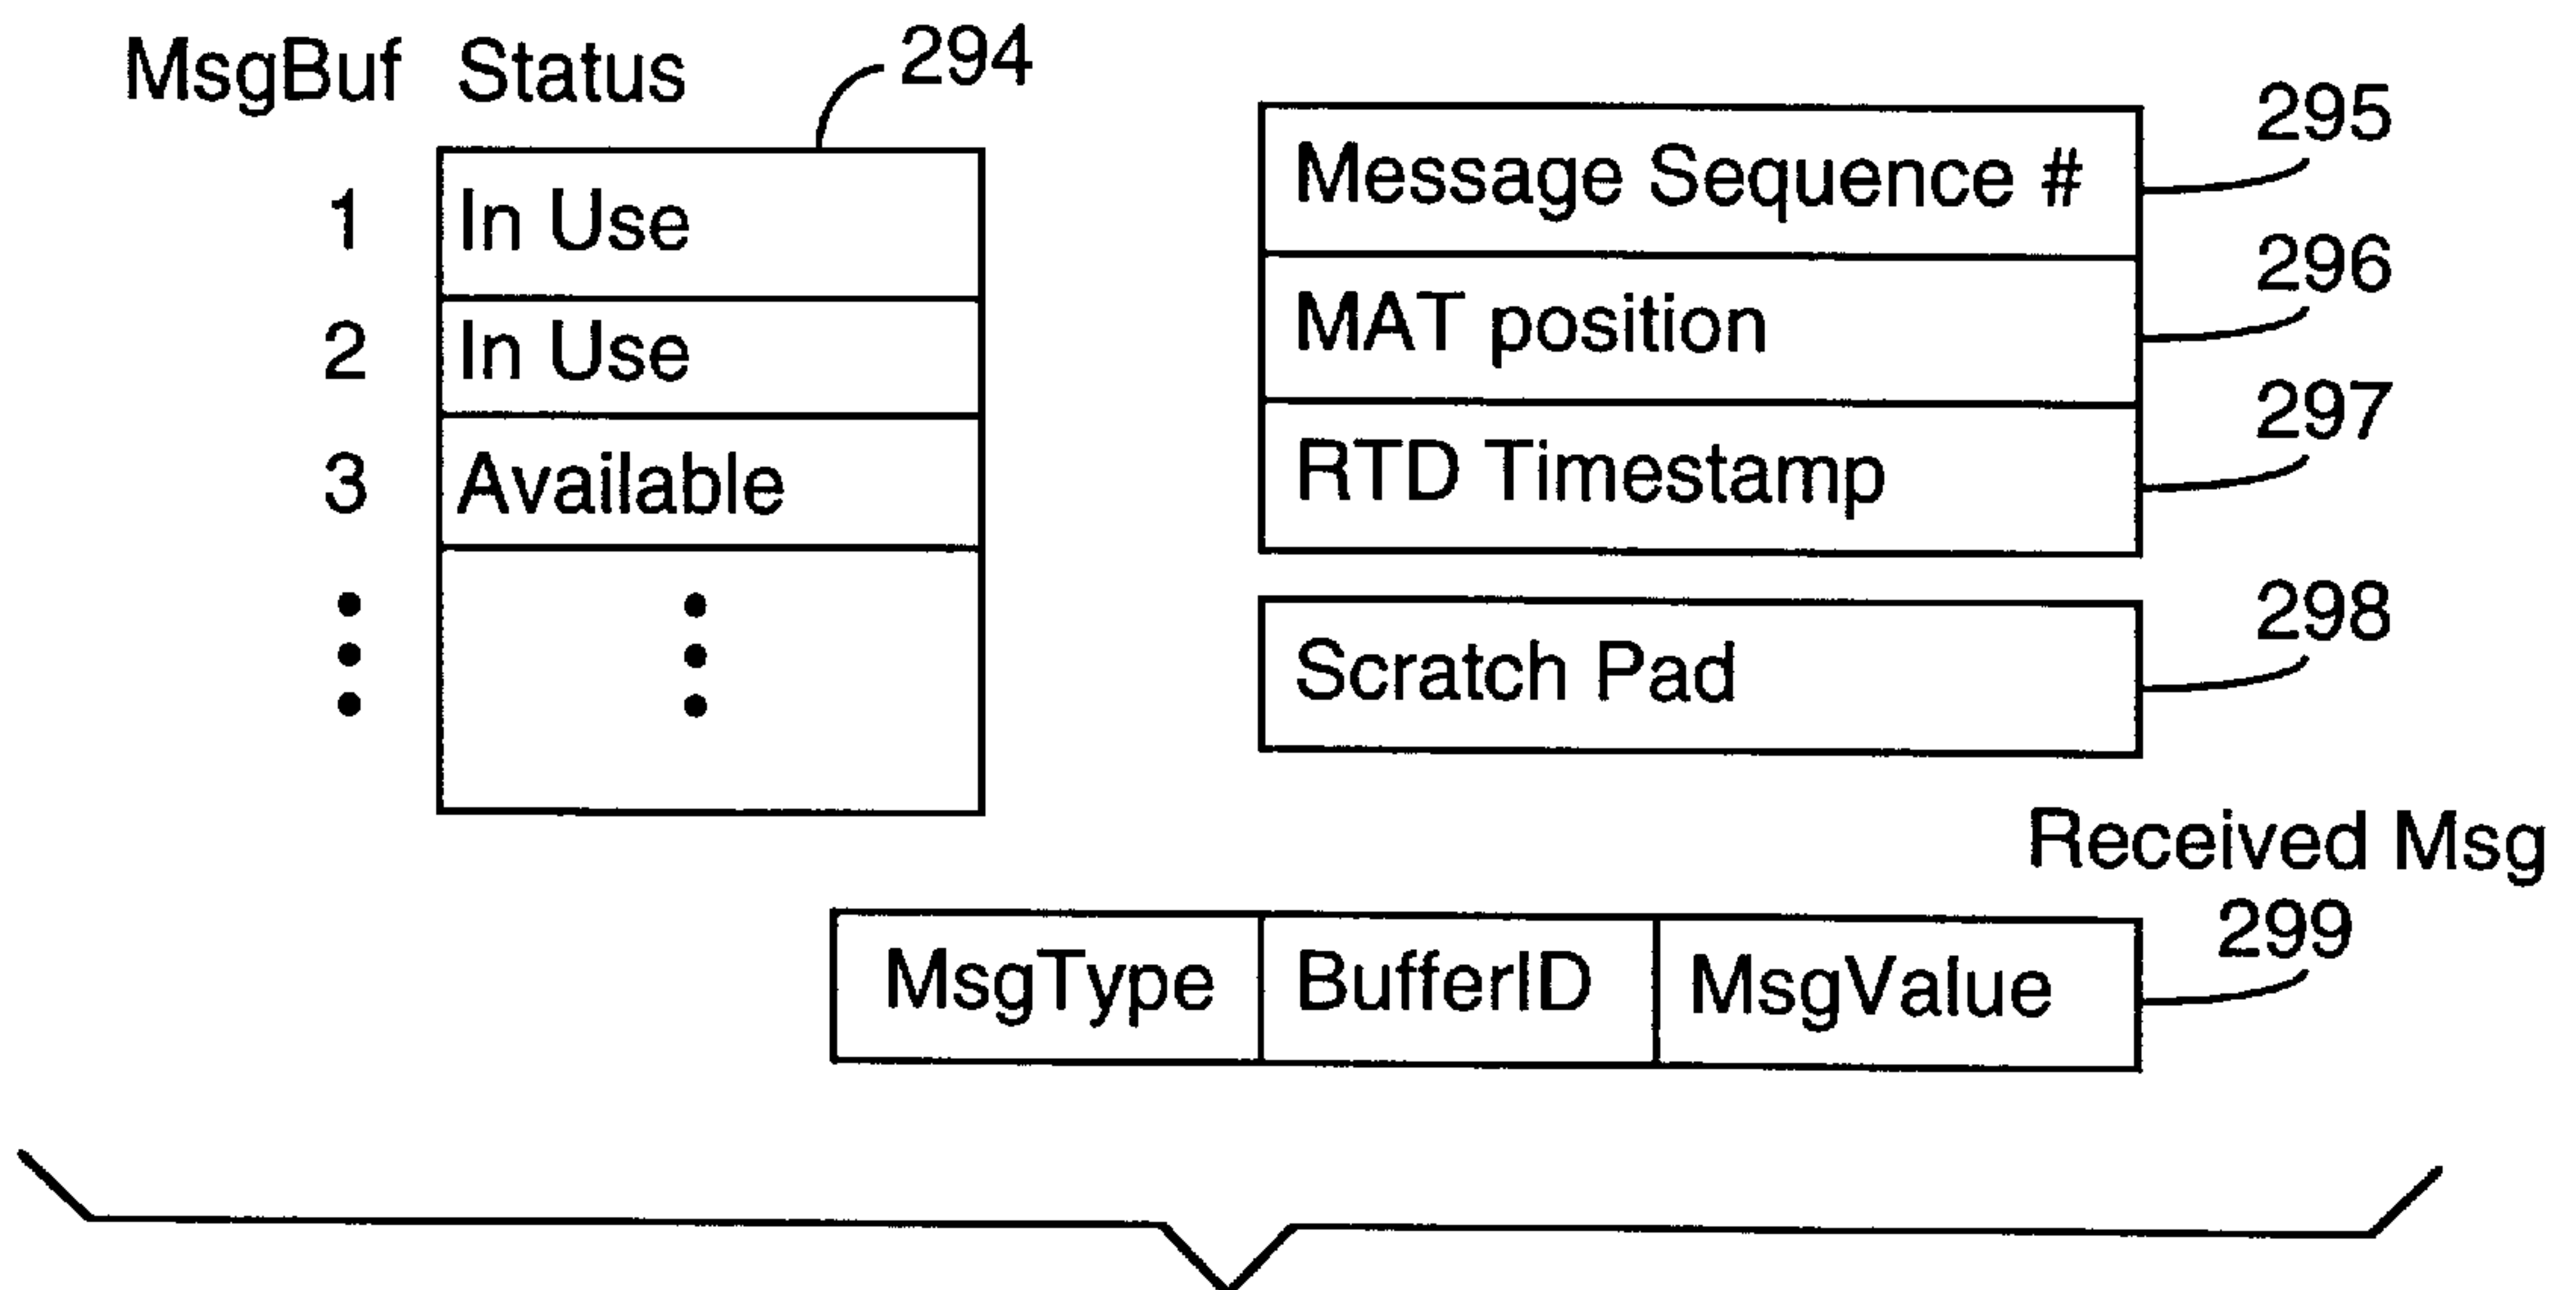 MsgBuf Status
294
1 In Use
2 In Use
3 Available
Message Sequence #
295
MAT position
296
RTD Timestamp
297
Scratch Pad
298
Received Msg
299
MsgType BufferID MsgValue